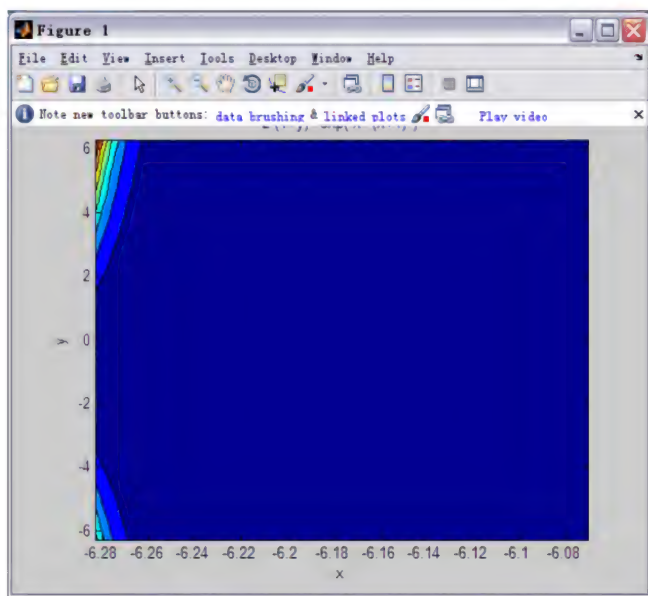 Figure 1
File Edit View Insert Tools Desktop Window Help
Note new toolbar buttons: data brushing & linked plots Play video
6
4
2
0
-2
-4
-6
y
-6.28 -6.26 -6.24 -6.22 -6.2 -6.18 -6.16 -6.14 -6.12 -6.1 -6.08
x